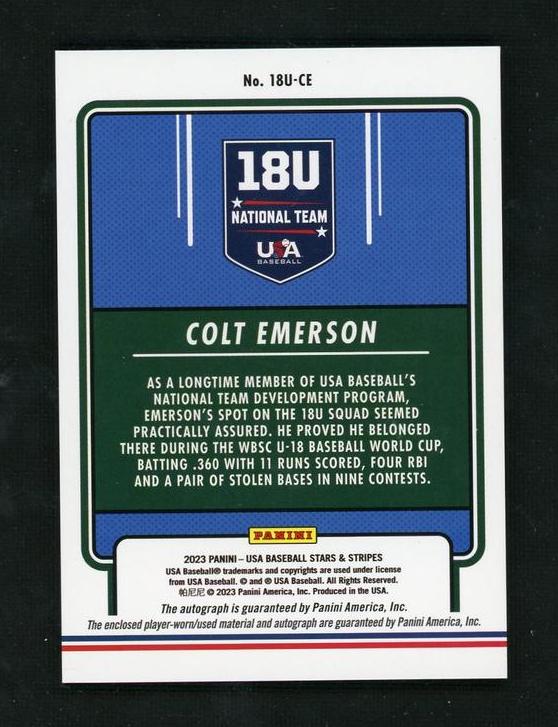 No. 18U-CE
18U
NATIONAL TEAM
USA
BASEBALL
COLT EMERSON
AS A LONGTIME MEMBER OF USA BASEBALL'S
NATIONAL TEAM DEVELOPMENT PROGRAM,
EMERSON'S SPOT ON THE 18U SQUAD SEEMED
PRACTICALLY ASSURED. HE PROVED HE BELONGED
THERE DURING THE WBSC U-18 BASEBALL WORLD CUP,
BATTING .360 WITH 11 RUNS SCORED, FOUR RBI
AND A PAIR OF STOLEN BASES IN NINE CONTESTS.
PANINI
2023 PANINI – USA BASEBALL STARS & STRIPES
USA Baseball® trademarks and copyrights are used under license
from USA Baseball. © and ® USA Baseball. All Rights Reserved.
帕尼尼 © 2023 Panini America, Inc. Produced in the USA.
The autograph is guaranteed by Panini America, Inc.
The enclosed player-worn/used material and autograph are guaranteed by Panini America, Inc.